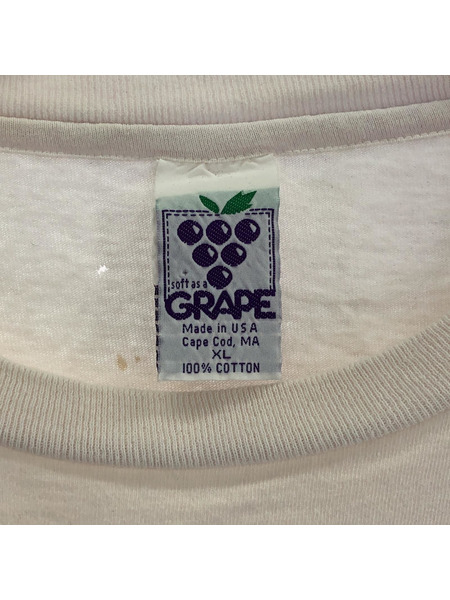 soft as a
GRAPE
Made in USA
Cape Cod, MA
XL
100% COTTON